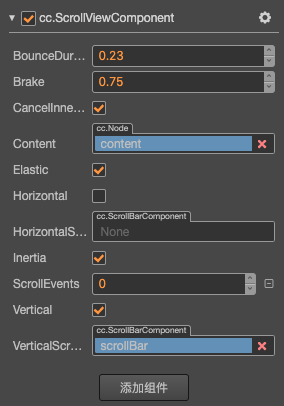 cc.ScrollViewComponent
BounceDur... 0.23
Brake 0.75
CancelInne...
cc.Node
Content content
Elastic
Horizontal
cc.ScrollBarComponent
HorizontalS... None
Inertia
ScrollEvents 0
Vertical
cc.ScrollBarComponent
VerticalScr... scrollBar
添加组件